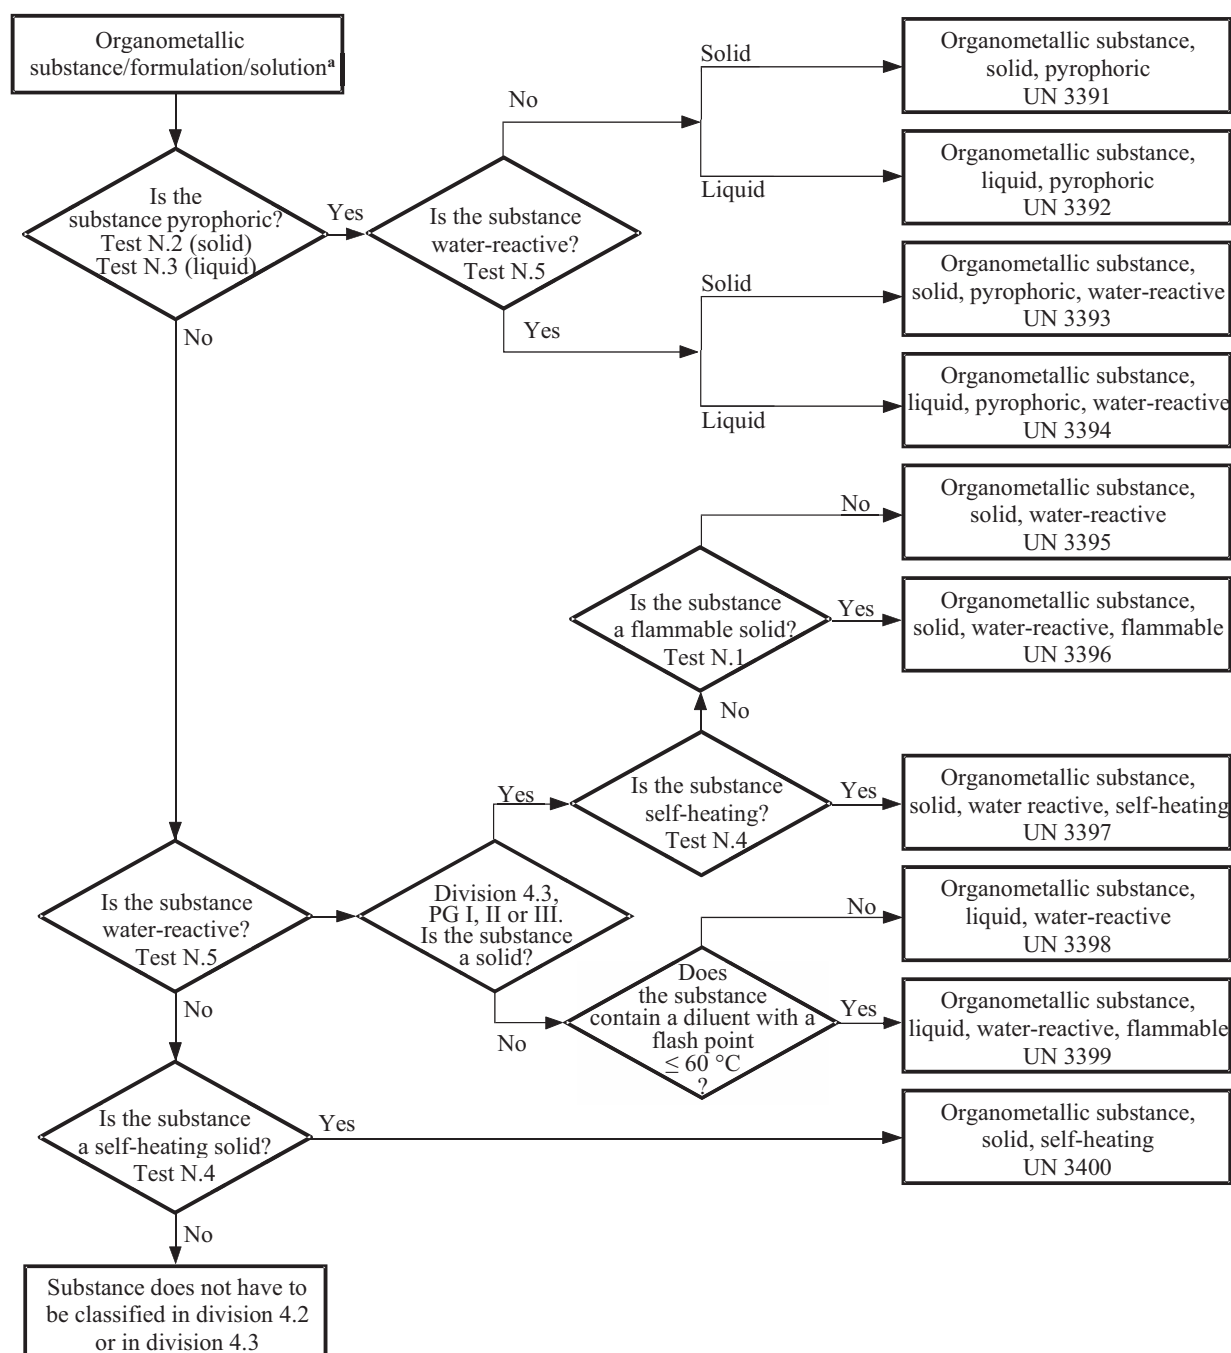 Organometallic
substance/formulation/solutionᵃ
Is the
substance pyrophoric?
Test N.2 (solid)
Test N.3 (liquid)
Yes
No
Is the substance
water-reactive?
Test N.5
No
Yes
Solid
Liquid
Solid
Liquid
Organometallic substance,
solid, pyrophoric
UN 3391
Organometallic substance,
liquid, pyrophoric
UN 3392
Organometallic substance,
solid, pyrophoric, water-reactive
UN 3393
Organometallic substance,
liquid, pyrophoric, water-reactive
UN 3394
No
Organometallic substance,
solid, water-reactive
UN 3395
Is the substance
a flammable solid?
Test N.1
Yes
Organometallic substance,
solid, water-reactive, flammable
UN 3396
No
Is the substance
self-heating?
Test N.4
Yes
Organometallic substance,
solid, water reactive, self-heating
UN 3397
Yes
Is the substance
water-reactive?
Test N.5
Division 4.3,
PG I, II or III.
Is the substance
a solid?
No
No
Organometallic substance,
liquid, water-reactive
UN 3398
Does
the substance
contain a diluent with a
flash point
≤ 60 °C
?
Yes
Organometallic substance,
liquid, water-reactive, flammable
UN 3399
No
Is the substance
a self-heating solid?
Test N.4
Yes
Organometallic substance,
solid, self-heating
UN 3400
No
Substance does not have to
be classified in division 4.2
or in division 4.3